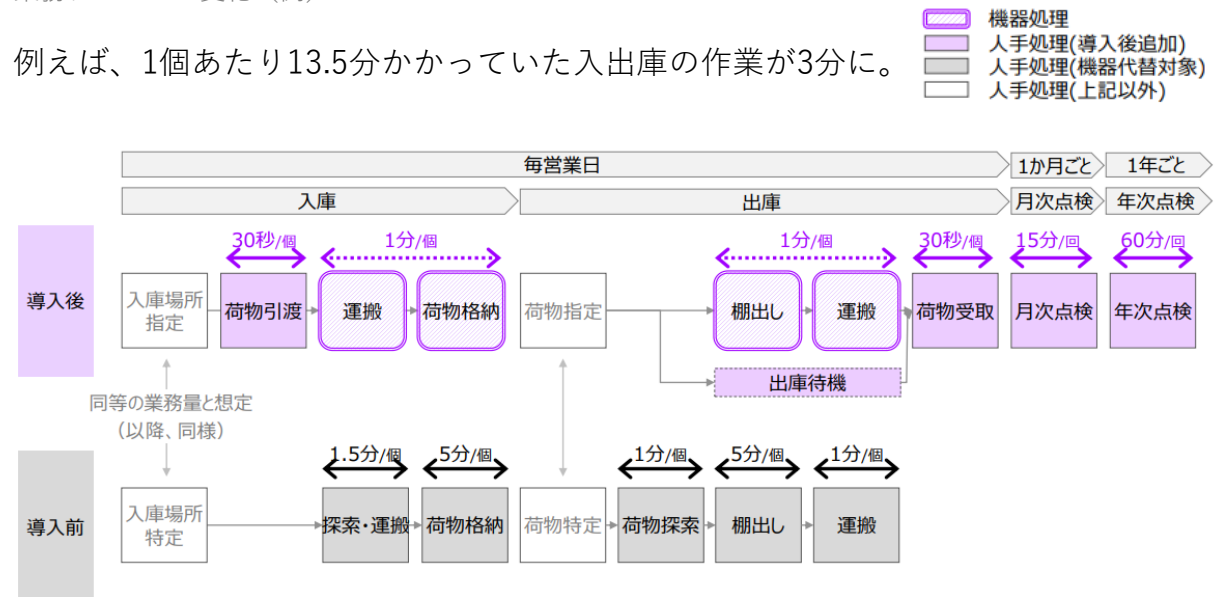 機器処理
人手処理(導入後追加)
人手処理(機器代替対象)
人手処理(上記以外)
例えば、1個あたり13.5分かかっていた入出庫の作業が3分に。
毎営業日
1か月ごと
1年ごと
入庫
出庫
月次点検
年次点検
30秒/個
1分/個
1分/個
30秒/個
15分/回
60分/回
導入後
入庫場所
指定
荷物引渡
運搬
荷物格納
荷物指定
棚出し
運搬
荷物受取
月次点検
年次点検
出庫待機
同等の業務量と想定
(以降、同様)
1.5分/個
5分/個
1分/個
5分/個
1分/個
導入前
入庫場所
特定
探索・運搬
荷物格納
荷物特定
荷物探索
棚出し
運搬